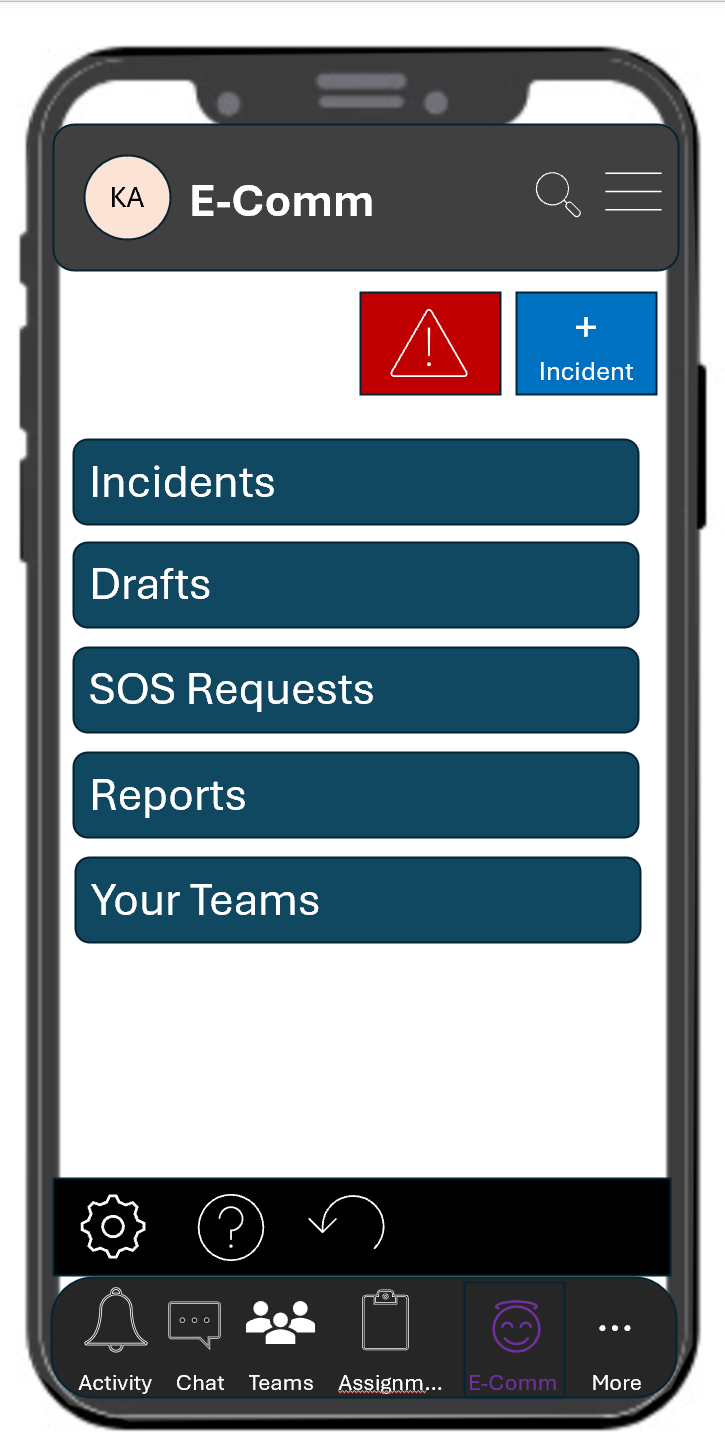 KA
E-Comm
+
Incident
Incidents
Drafts
SOS Requests
Reports
Your Teams
?
Activity
Chat
Teams
Assignm...
E-Comm
More